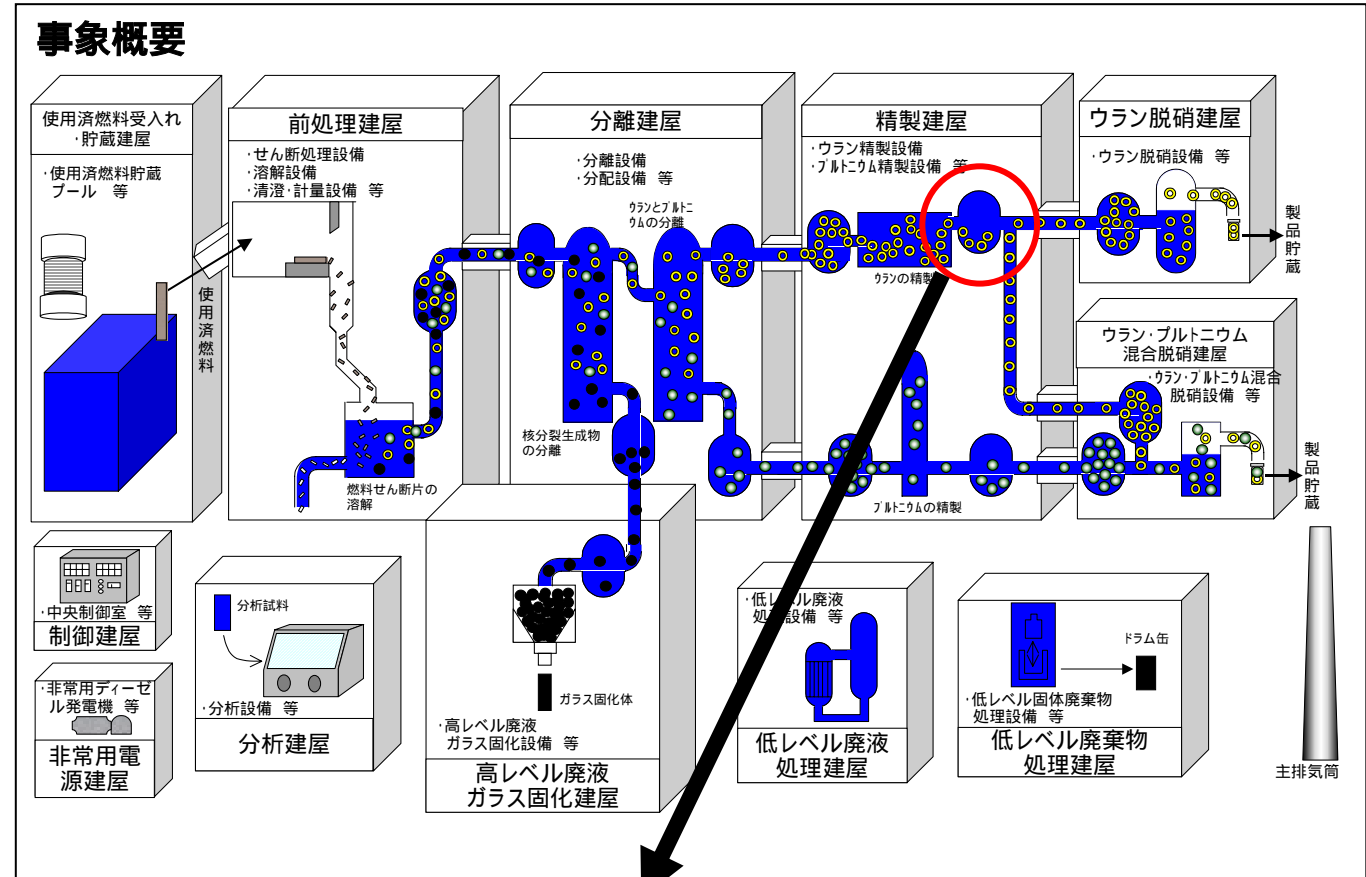 事象概要
使用済燃料受入れ
・貯蔵建屋
・使用済燃料貯蔵
プール 等
使用済燃料
前処理建屋
・せん断処理設備
・溶解設備
・清澄・計量設備 等
燃料せん断片の
溶解
分離建屋
・分離設備
・分配設備 等
ウランとプルトニ
ウムの分離
核分裂生成物
の分離
精製建屋
・ウラン精製設備
・プルトニウム精製設備 等
ウランの精製
プルトニウムの精製
ウラン脱硝建屋
・ウラン脱硝設備 等
製品貯蔵
ウラン・プルトニウム
混合脱硝建屋
・ウラン・プルトニウム混合
脱硝設備 等
製品貯蔵
・中央制御室 等
制御建屋
・非常用ディーゼ
ル発電機 等
非常用電
源建屋
分析試料
・分析設備 等
分析建屋
ガラス固化体
・高レベル廃液
ガラス固化設備 等
高レベル廃液
ガラス固化建屋
・低レベル廃液
処理設備 等
低レベル廃液
処理建屋
ドラム缶
・低レベル固体廃棄物
処理設備 等
低レベル廃棄物
処理建屋
主排気筒